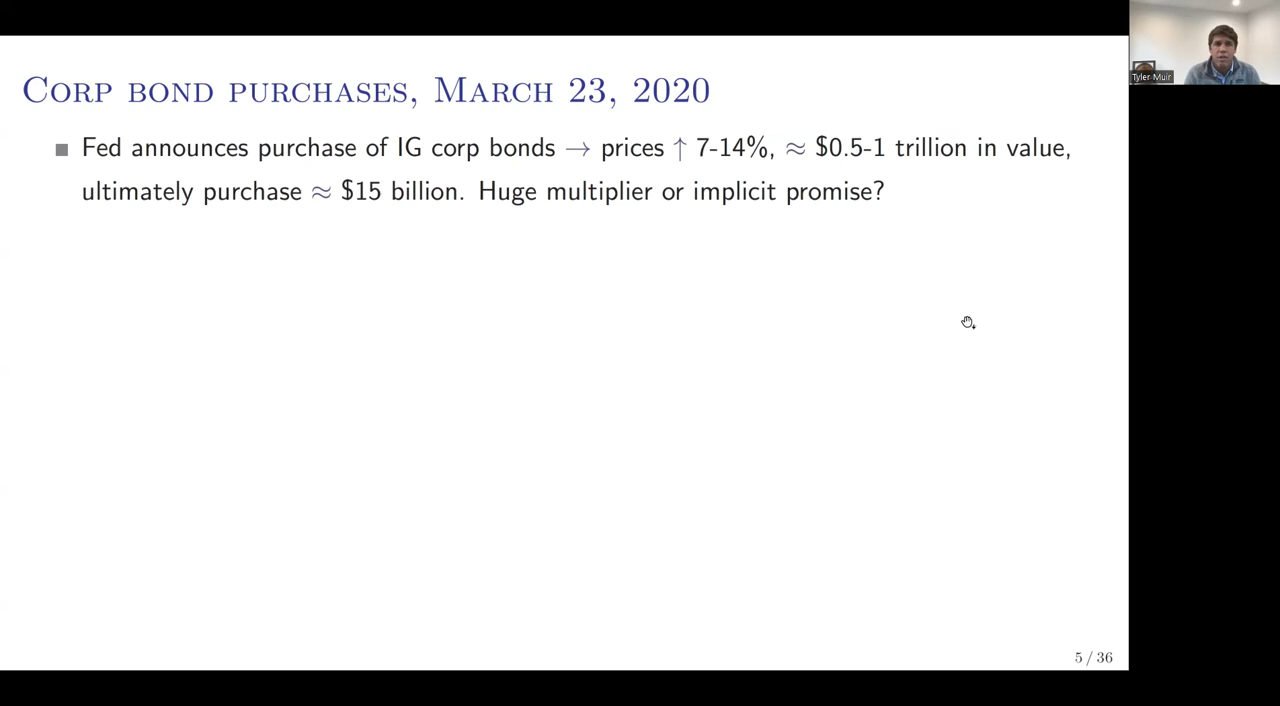 Corp bond purchases, March 23, 2020
Fed announces purchase of IG corp bonds → prices ↑ 7-14%, ≈ $0.5-1 trillion in value,
ultimately purchase ≈ $15 billion. Huge multiplier or implicit promise?
5 / 36
Tyler Muir